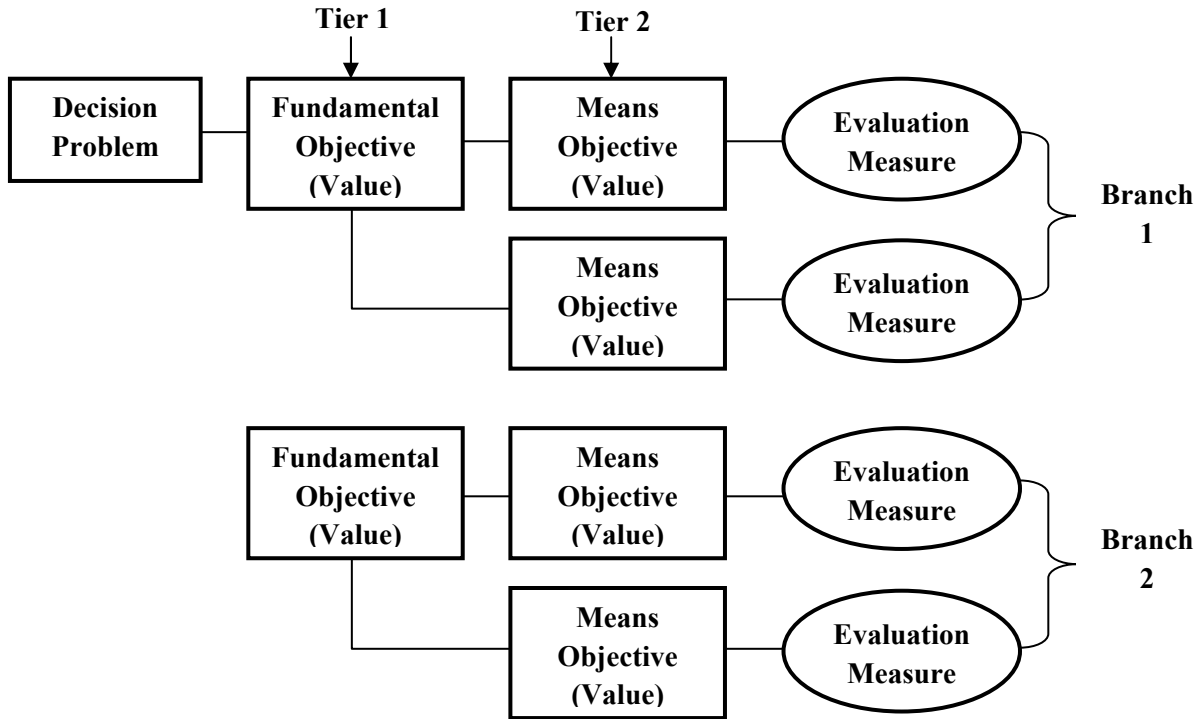 Tier 1
Tier 2
Decision
Problem
Fundamental
Objective
(Value)
Means
Objective
(Value)
Evaluation
Measure
Means
Objective
(Value)
Evaluation
Measure
Branch
1
Fundamental
Objective
(Value)
Means
Objective
(Value)
Evaluation
Measure
Means
Objective
(Value)
Evaluation
Measure
Branch
2